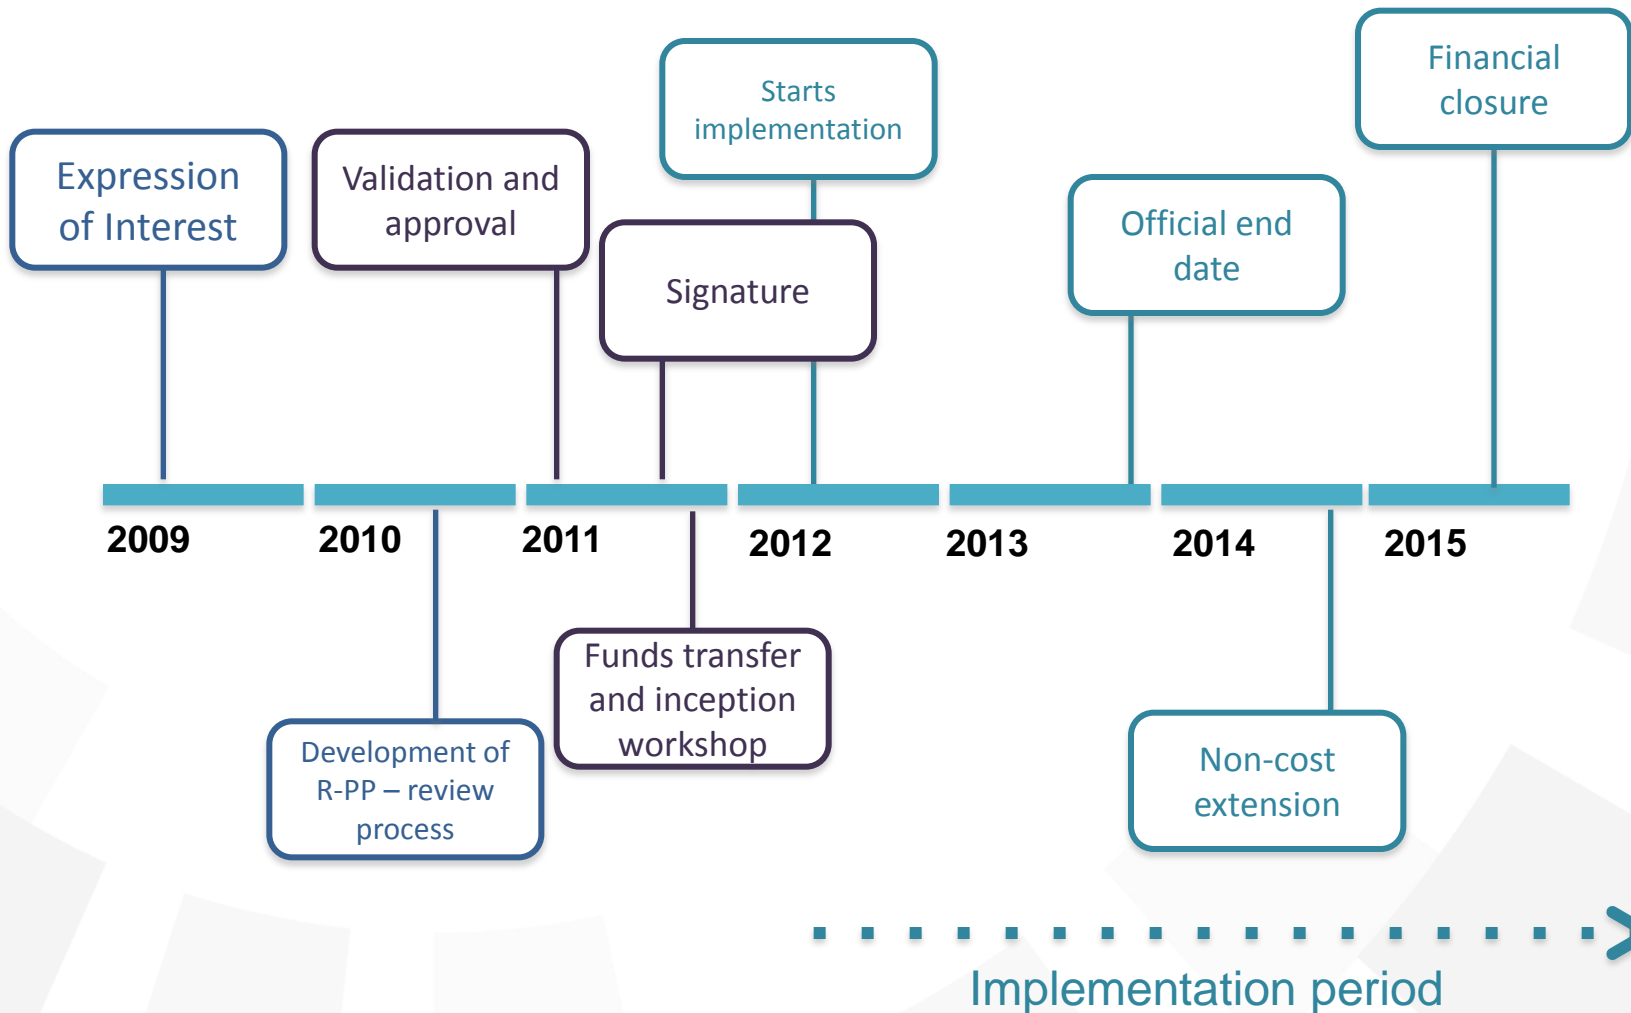 Expression
of Interest
Validation and
approval
Starts
implementation
Signature
Official end
date
Financial
closure
2009
2010
2011
2012
2013
2014
2015
Development of
R-PP – review
process
Funds transfer
and inception
workshop
Non-cost
extension
Implementation period